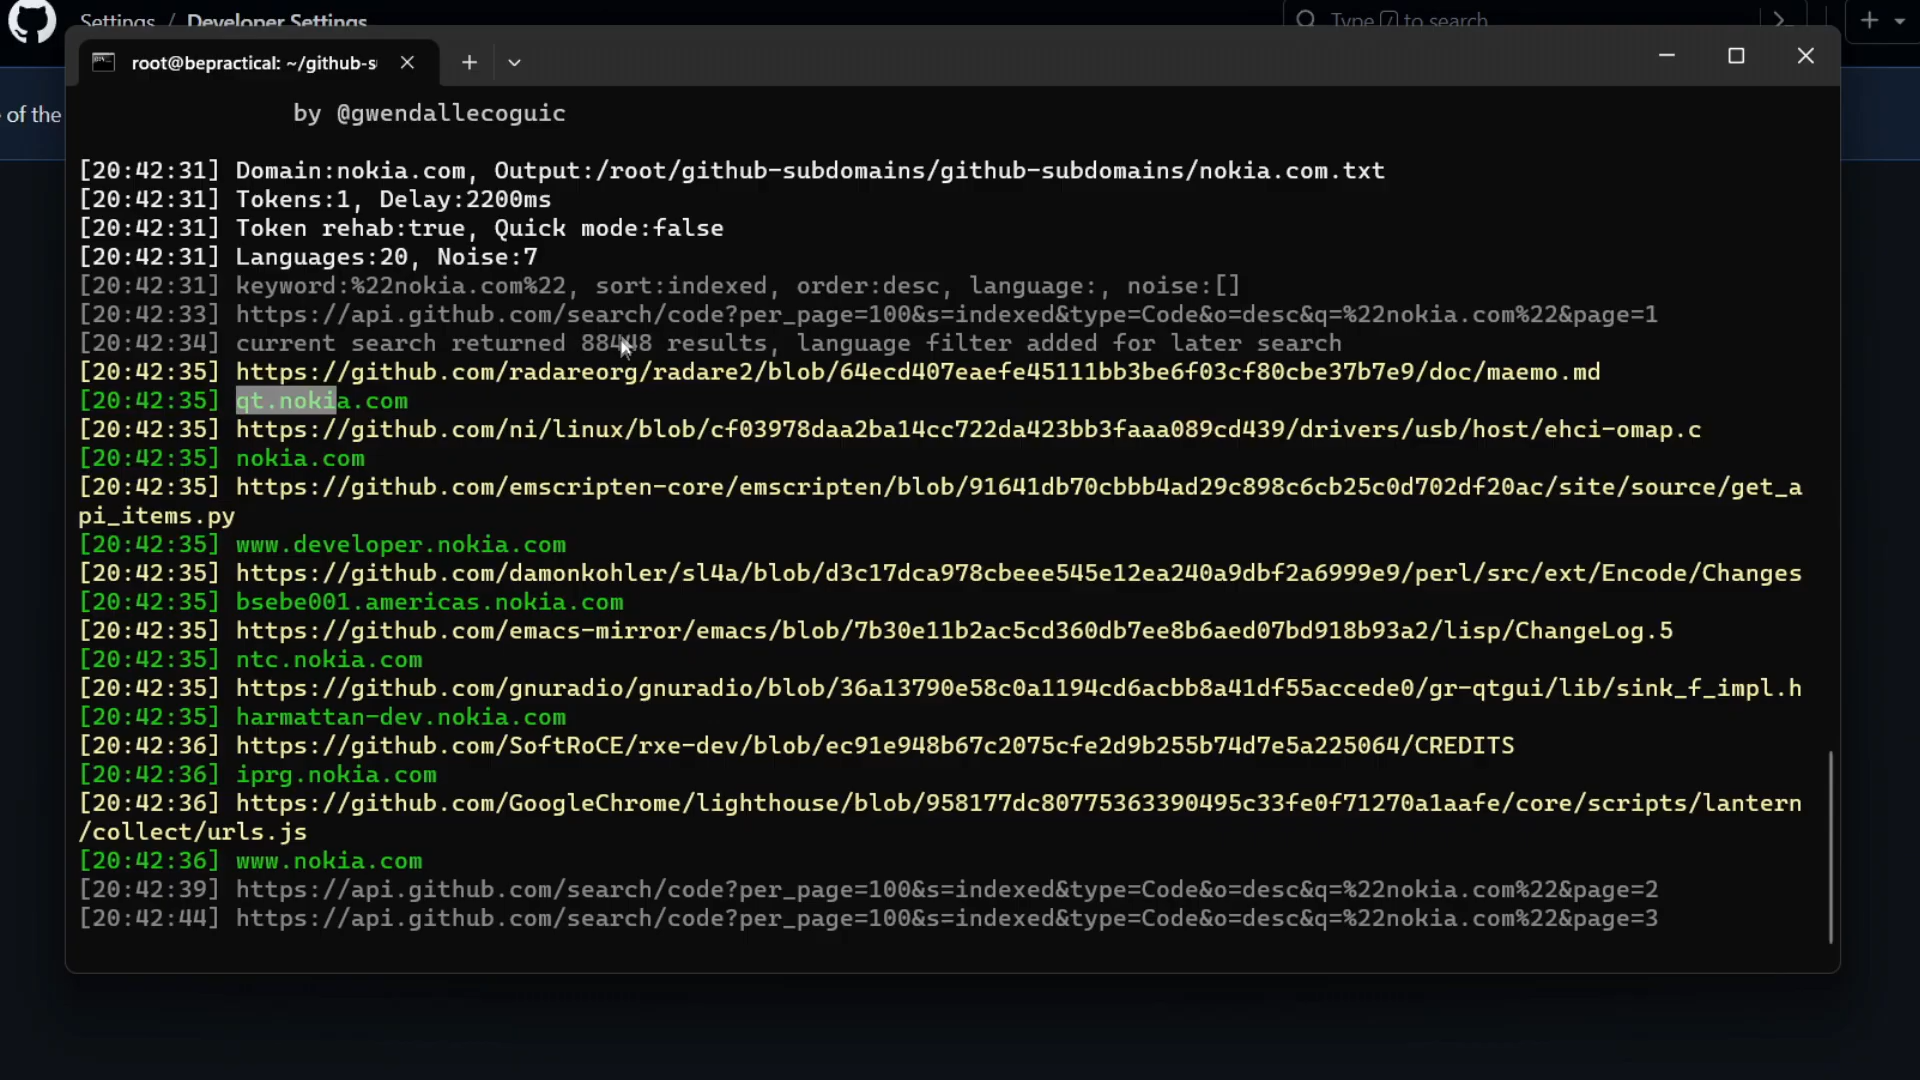 Settings / Developer Settings
Type / to search
root@bepractical: ~/github-s
of the
by @gwendallecoguic
[20:42:31] Domain:nokia.com, Output:/root/github-subdomains/github-subdomains/nokia.com.txt
[20:42:31] Tokens:1, Delay:2200ms
[20:42:31] Token rehab:true, Quick mode:false
[20:42:31] Languages:20, Noise:7
[20:42:31] keyword:%22nokia.com%22, sort:indexed, order:desc, language:, noise:[]
[20:42:33] https://api.github.com/search/code?per_page=100&s=indexed&type=Code&o=desc&q=%22nokia.com%22&page=1
[20:42:34] current search returned 88448 results, language filter added for later search
[20:42:35] https://github.com/radareorg/radare2/blob/64ecd407eaefe45111bb3be6f03cf80cbe37b7e9/doc/maemo.md
[20:42:35] qt.nokia.com
[20:42:35] https://github.com/ni/linux/blob/cf03978daa2ba14cc722da423bb3faaa089cd439/drivers/usb/host/ehci-omap.c
[20:42:35] nokia.com
[20:42:35] https://github.com/emscripten-core/emscripten/blob/91641db70cbbb4ad29c898c6cb25c0d702df20ac/site/source/get_a
pi_items.py
[20:42:35] www.developer.nokia.com
[20:42:35] https://github.com/damonkohler/sl4a/blob/d3c17dca978cbeee545e12ea240a9dbf2a6999e9/perl/src/ext/Encode/Changes
[20:42:35] bsebe001.americas.nokia.com
[20:42:35] https://github.com/emacs-mirror/emacs/blob/7b30e11b2ac5cd360db7ee8b6aed07bd918b93a2/lisp/ChangeLog.5
[20:42:35] ntc.nokia.com
[20:42:35] https://github.com/gnuradio/gnuradio/blob/36a13790e58c0a1194cd6acbb8a41df55accede0/gr-qtgui/lib/sink_f_impl.h
[20:42:35] harmattan-dev.nokia.com
[20:42:36] https://github.com/SoftRoCE/rxe-dev/blob/ec91e948b67c2075cfe2d9b255b74d7e5a225064/CREDITS
[20:42:36] iprg.nokia.com
[20:42:36] https://github.com/GoogleChrome/lighthouse/blob/958177dc80775363390495c33fe0f71270a1aafe/core/scripts/lantern
/collect/urls.js
[20:42:36] www.nokia.com
[20:42:39] https://api.github.com/search/code?per_page=100&s=indexed&type=Code&o=desc&q=%22nokia.com%22&page=2
[20:42:44] https://api.github.com/search/code?per_page=100&s=indexed&type=Code&o=desc&q=%22nokia.com%22&page=3